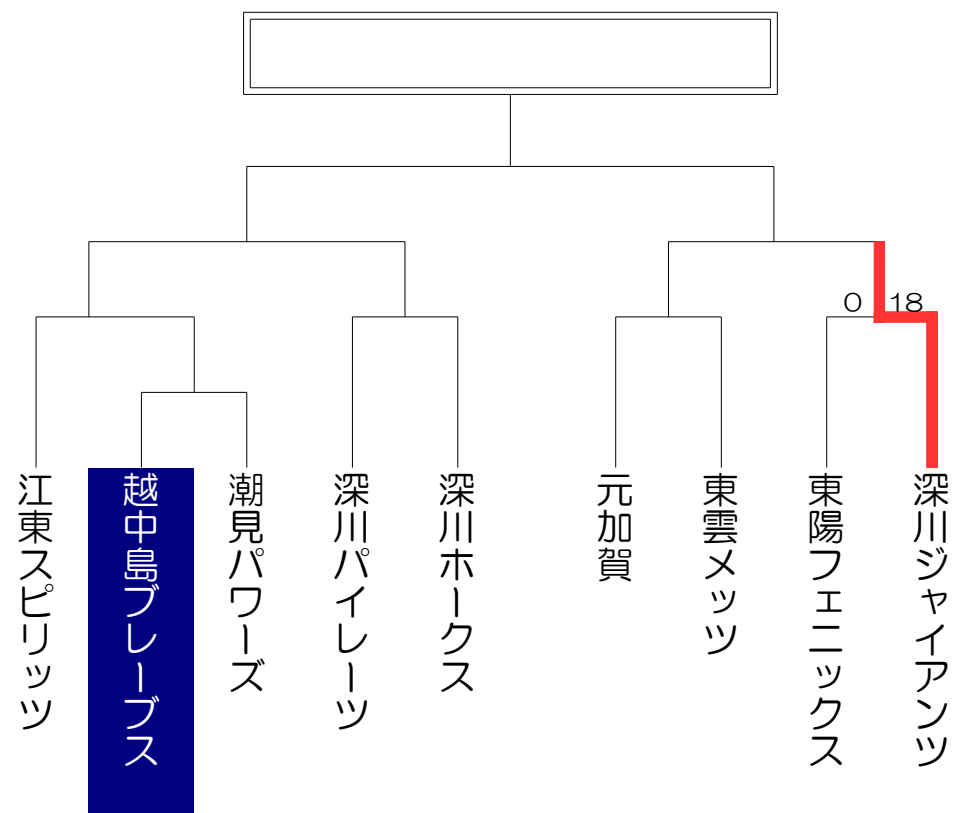 0 18
江東スピリッツ
越中島ブレーブス
潮見パワーズ
深川パイレーツ
深川ホークス
元加賀
東雲メッツ
東陽フェニックス
深川ジャイアンツ